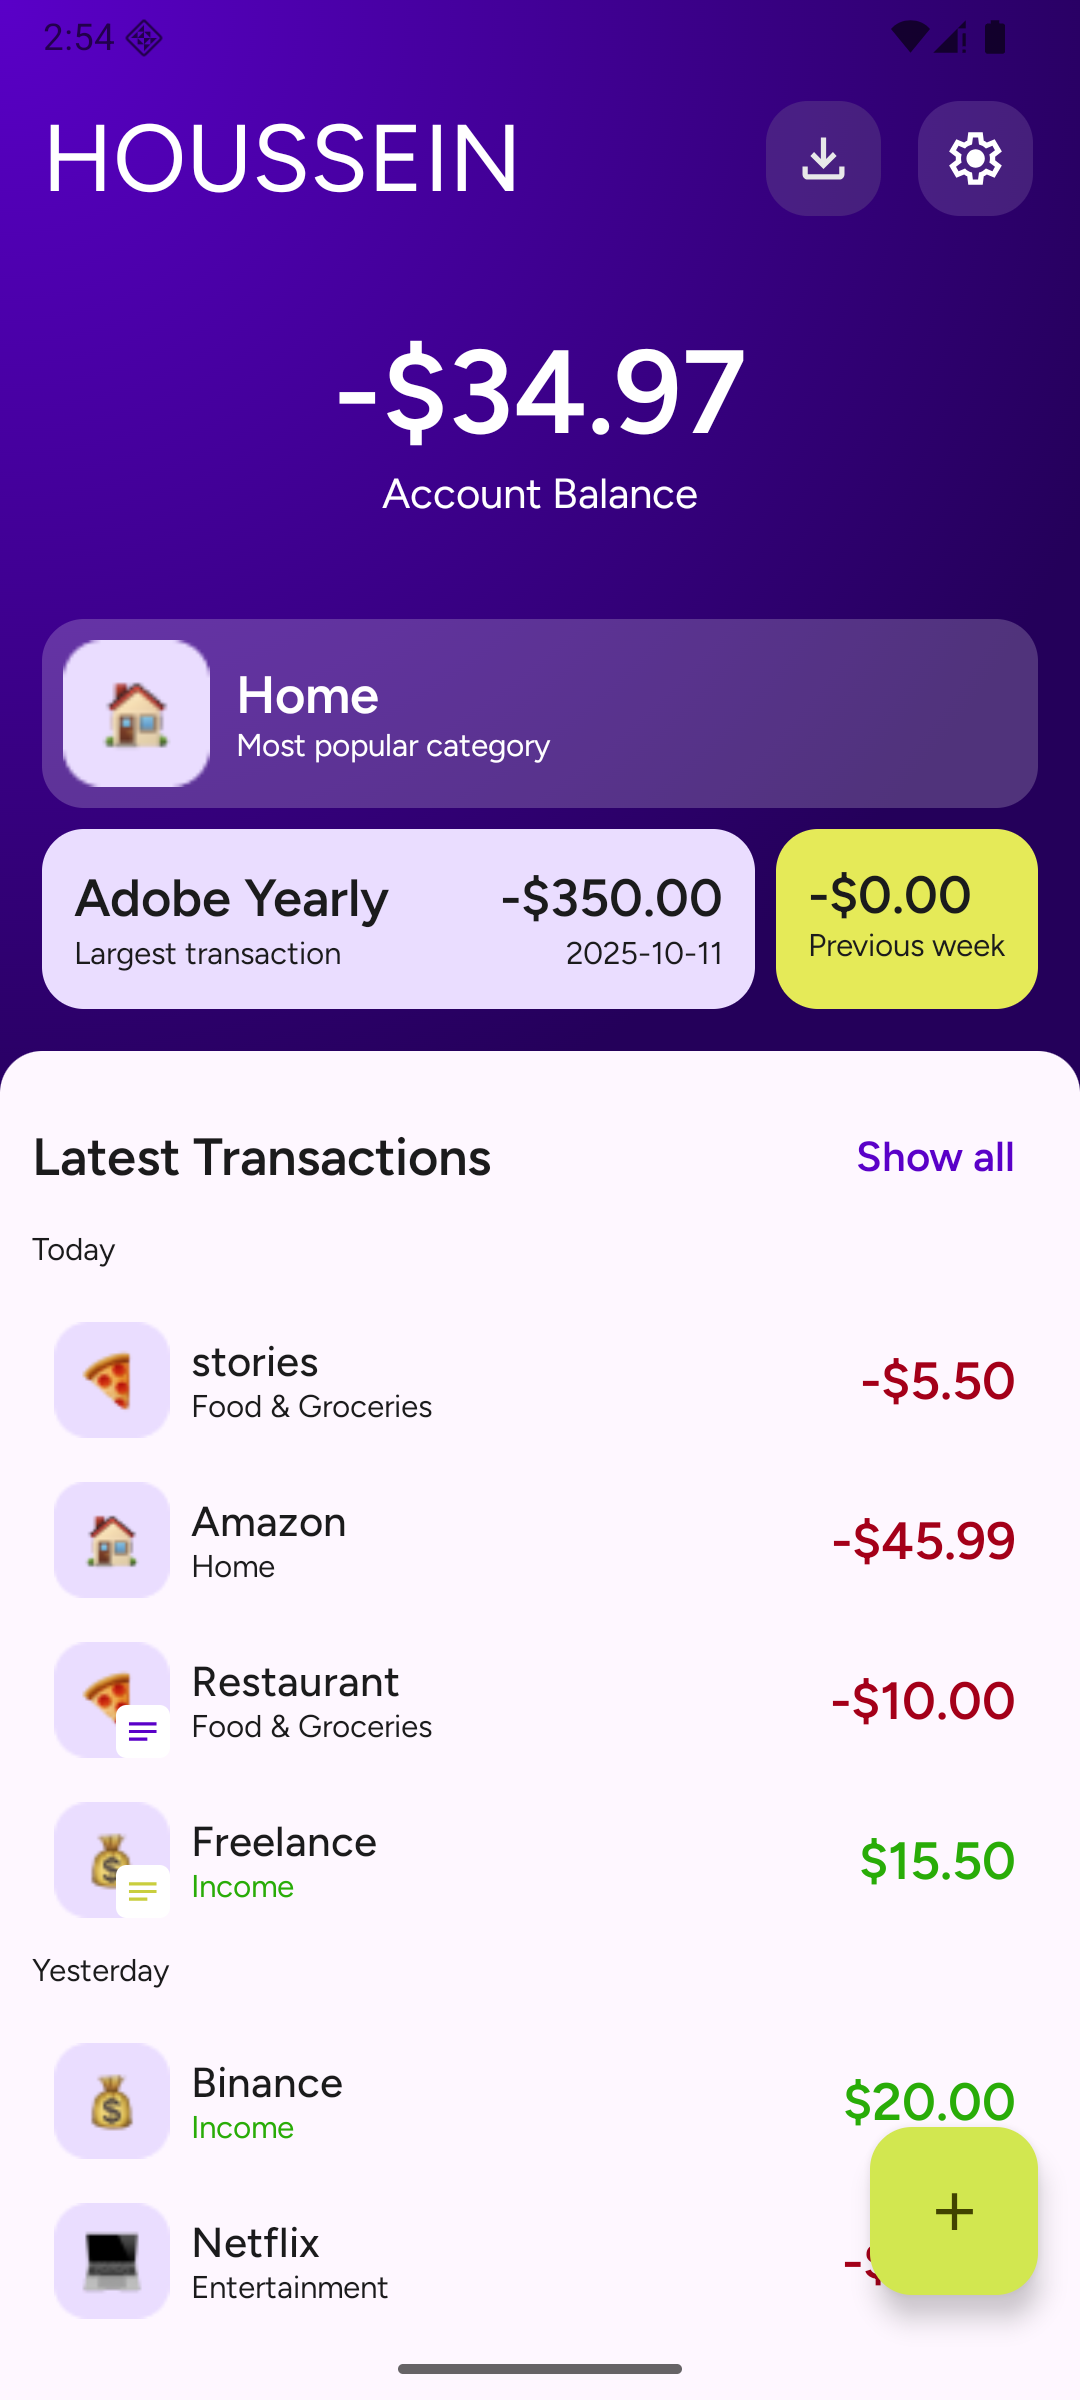 2:54
HOUSSEIN
-$34.97
Account Balance
Home
Most popular category
Adobe Yearly -$350.00
Largest transaction 2025-10-11
-$0.00
Previous week
Latest Transactions Show all
Today
stories
Food & Groceries
-$5.50
Amazon
Home
-$45.99
Restaurant
Food & Groceries
-$10.00
Freelance
Income
$15.50
Yesterday
Binance
Income
$20.00
Netflix
Entertainment